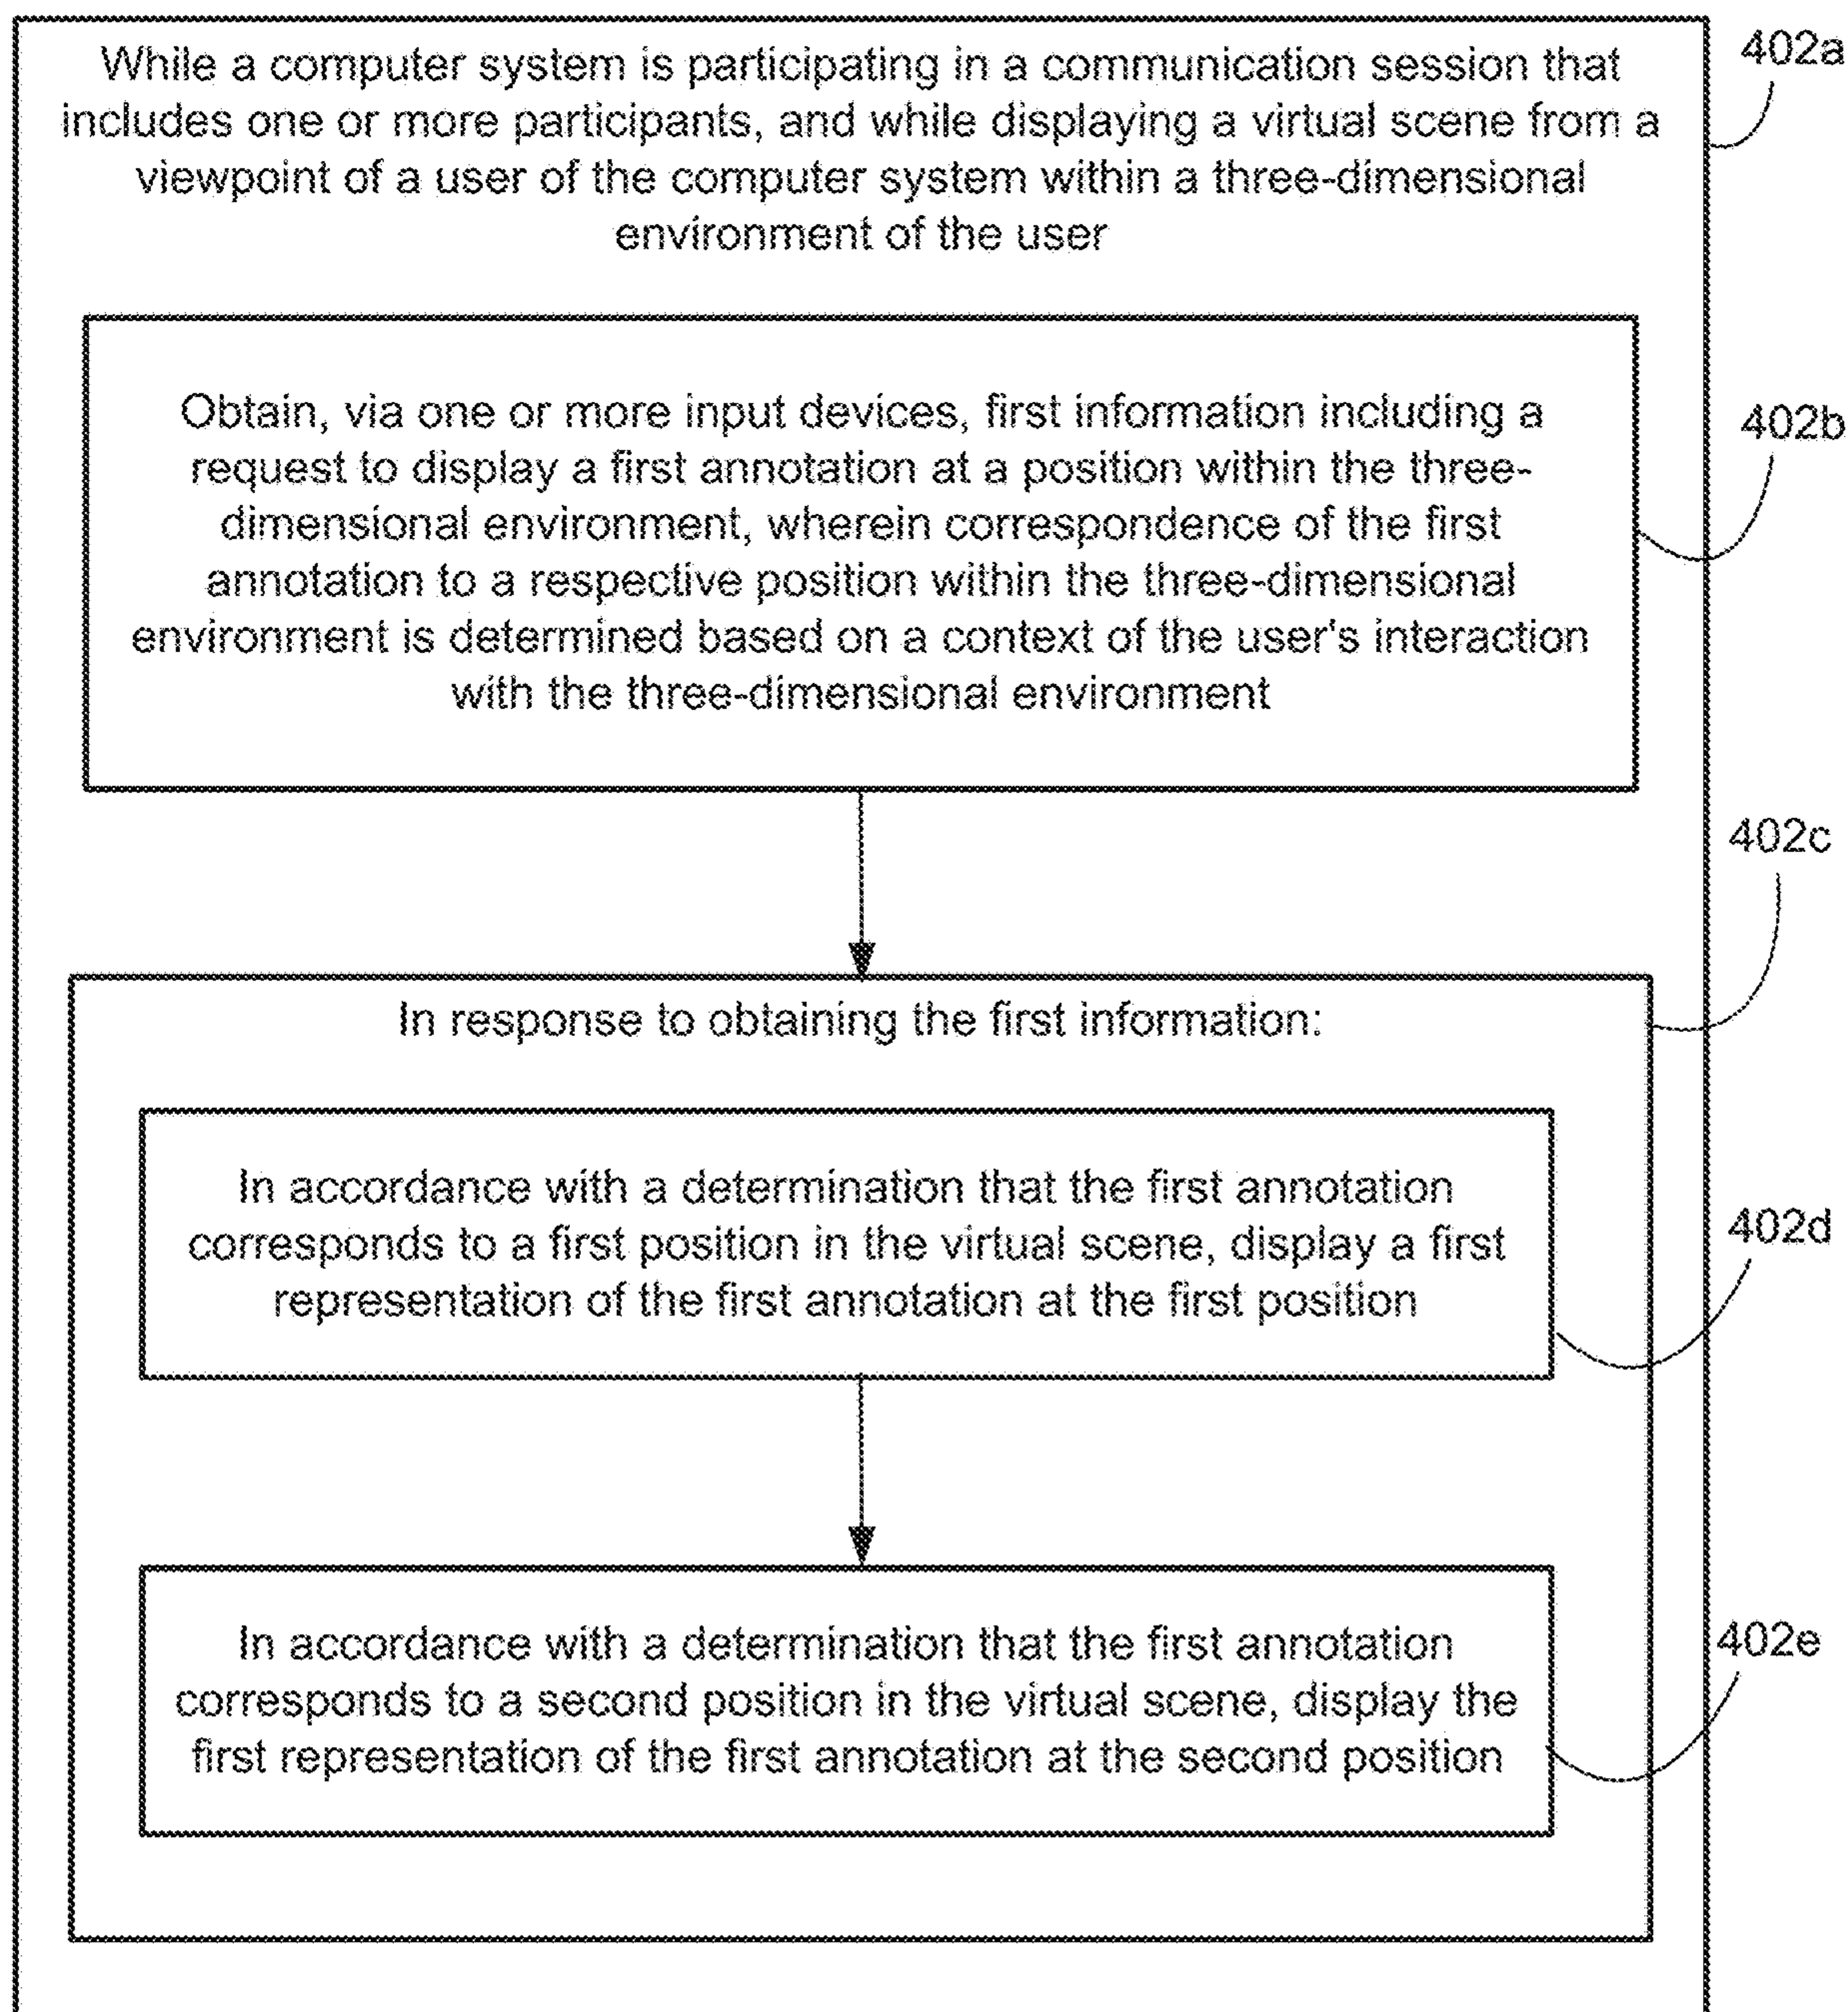 While a computer system is participating in a communication session that
includes one or more participants, and while displaying a virtual scene from a
viewpoint of a user of the computer system within a three-dimensional
environment of the user
402a
Obtain, via one or more input devices, first information including a
request to display a first annotation at a position within the three-
dimensional environment, wherein correspondence of the first
annotation to a respective position within the three-dimensional
environment is determined based on a context of the user's interaction
with the three-dimensional environment
402b
402c
In response to obtaining the first information:
In accordance with a determination that the first annotation
corresponds to a first position in the virtual scene, display a first
representation of the first annotation at the first position
402d
In accordance with a determination that the first annotation
corresponds to a second position in the virtual scene, display the
first representation of the first annotation at the second position
402e